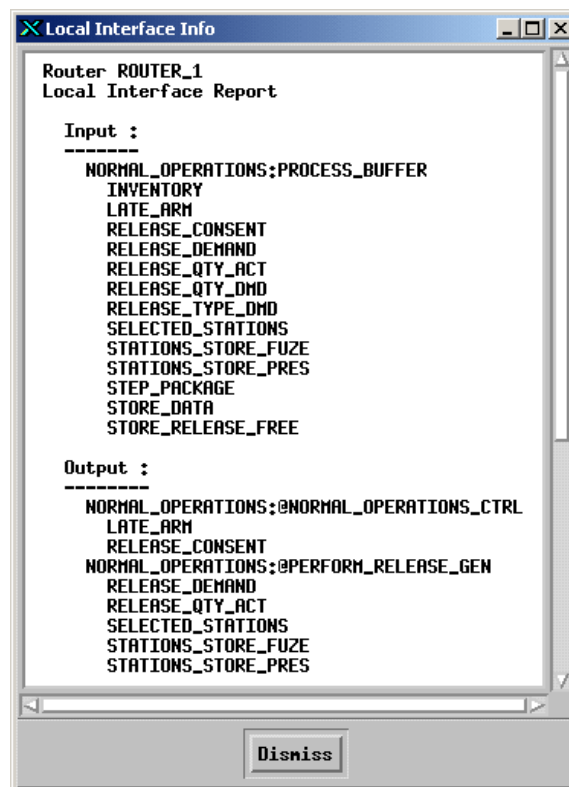 Local Interface Info
Router ROUTER_1
Local Interface Report
Input :
-------
NORMAL_OPERATIONS:PROCESS_BUFFER
INVENTORY
LATE_ARM
RELEASE_CONSENT
RELEASE_DEMAND
RELEASE_QTY_ACT
RELEASE_QTY_DMD
RELEASE_TYPE_DMD
SELECTED_STATIONS
STATIONS_STORE_FUZE
STATIONS_STORE_PRES
STEP_PACKAGE
STORE_DATA
STORE_RELEASE_FREE
Output :
--------
NORMAL_OPERATIONS:@NORMAL_OPERATIONS_CTRL
LATE_ARM
RELEASE_CONSENT
NORMAL_OPERATIONS:@PERFORM_RELEASE_GEN
RELEASE_DEMAND
RELEASE_QTY_ACT
SELECTED_STATIONS
STATIONS_STORE_FUZE
STATIONS_STORE_PRES
Dismiss